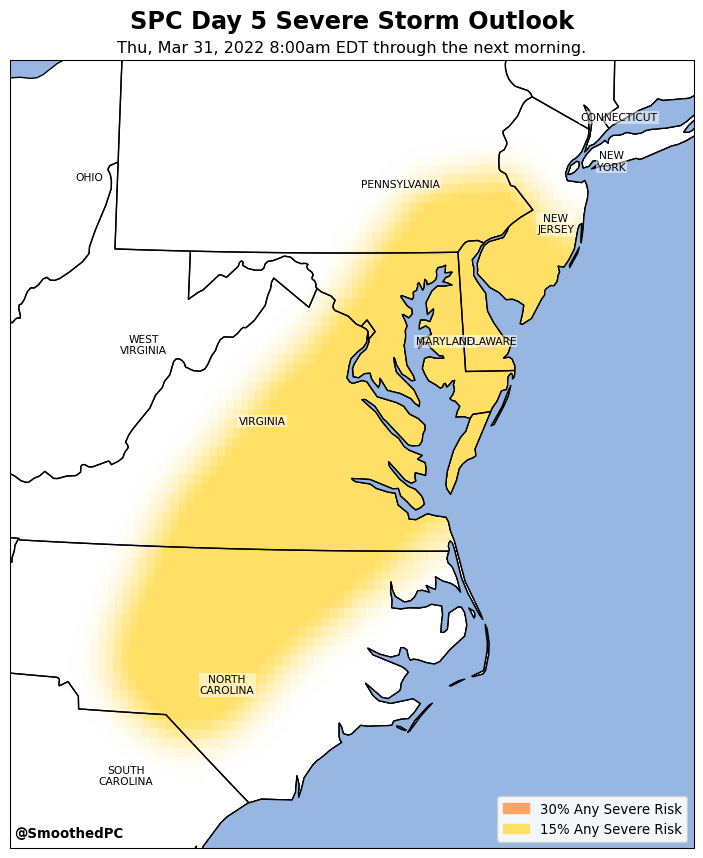 SPC Day 5 Severe Storm Outlook
Thu, Mar 31, 2022 8:00am EDT through the next morning.
CONNECTICUT
NEW
YORK
OHIO
PENNSYLVANIA
NEW
JERSEY
WEST
VIRGINIA
MARYLAND
DELAWARE
VIRGINIA
NORTH
CAROLINA
SOUTH
CAROLINA
30% Any Severe Risk
15% Any Severe Risk
@SmoothedPC